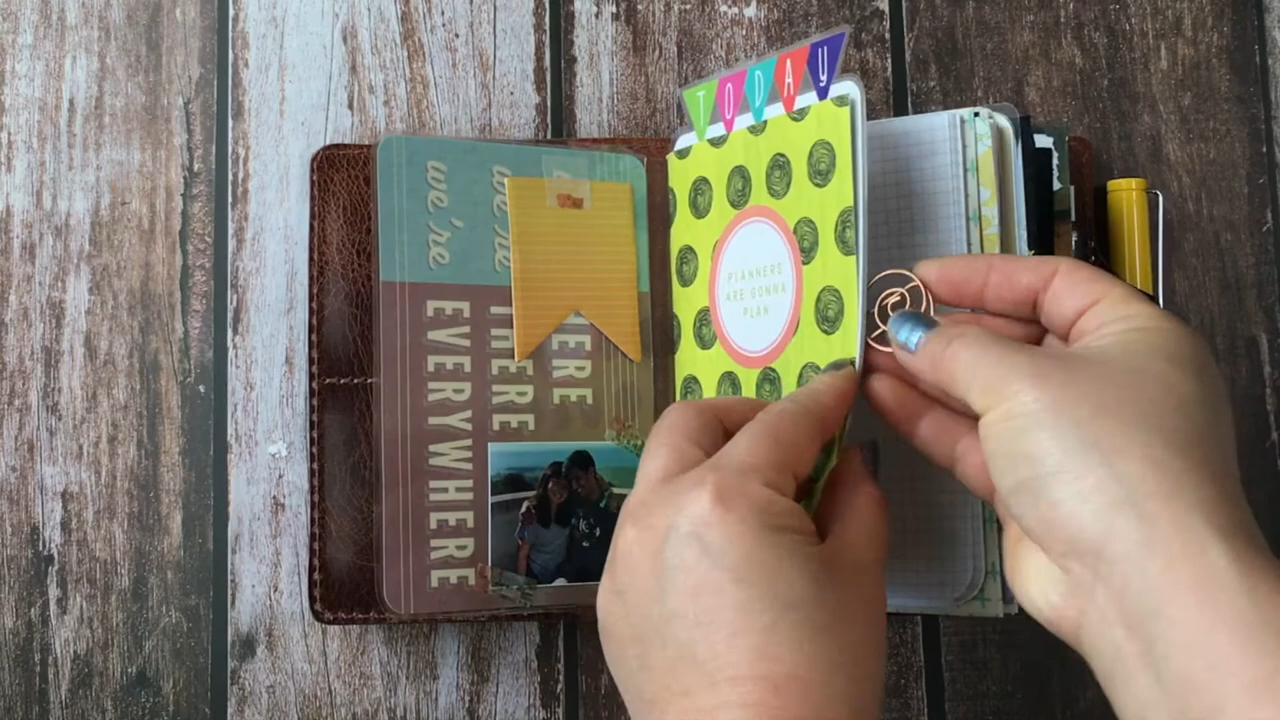 TODAY
PLANNERS
ARE GONNA
PLAN
HERE
we're THERE
we're EVERYWHERE